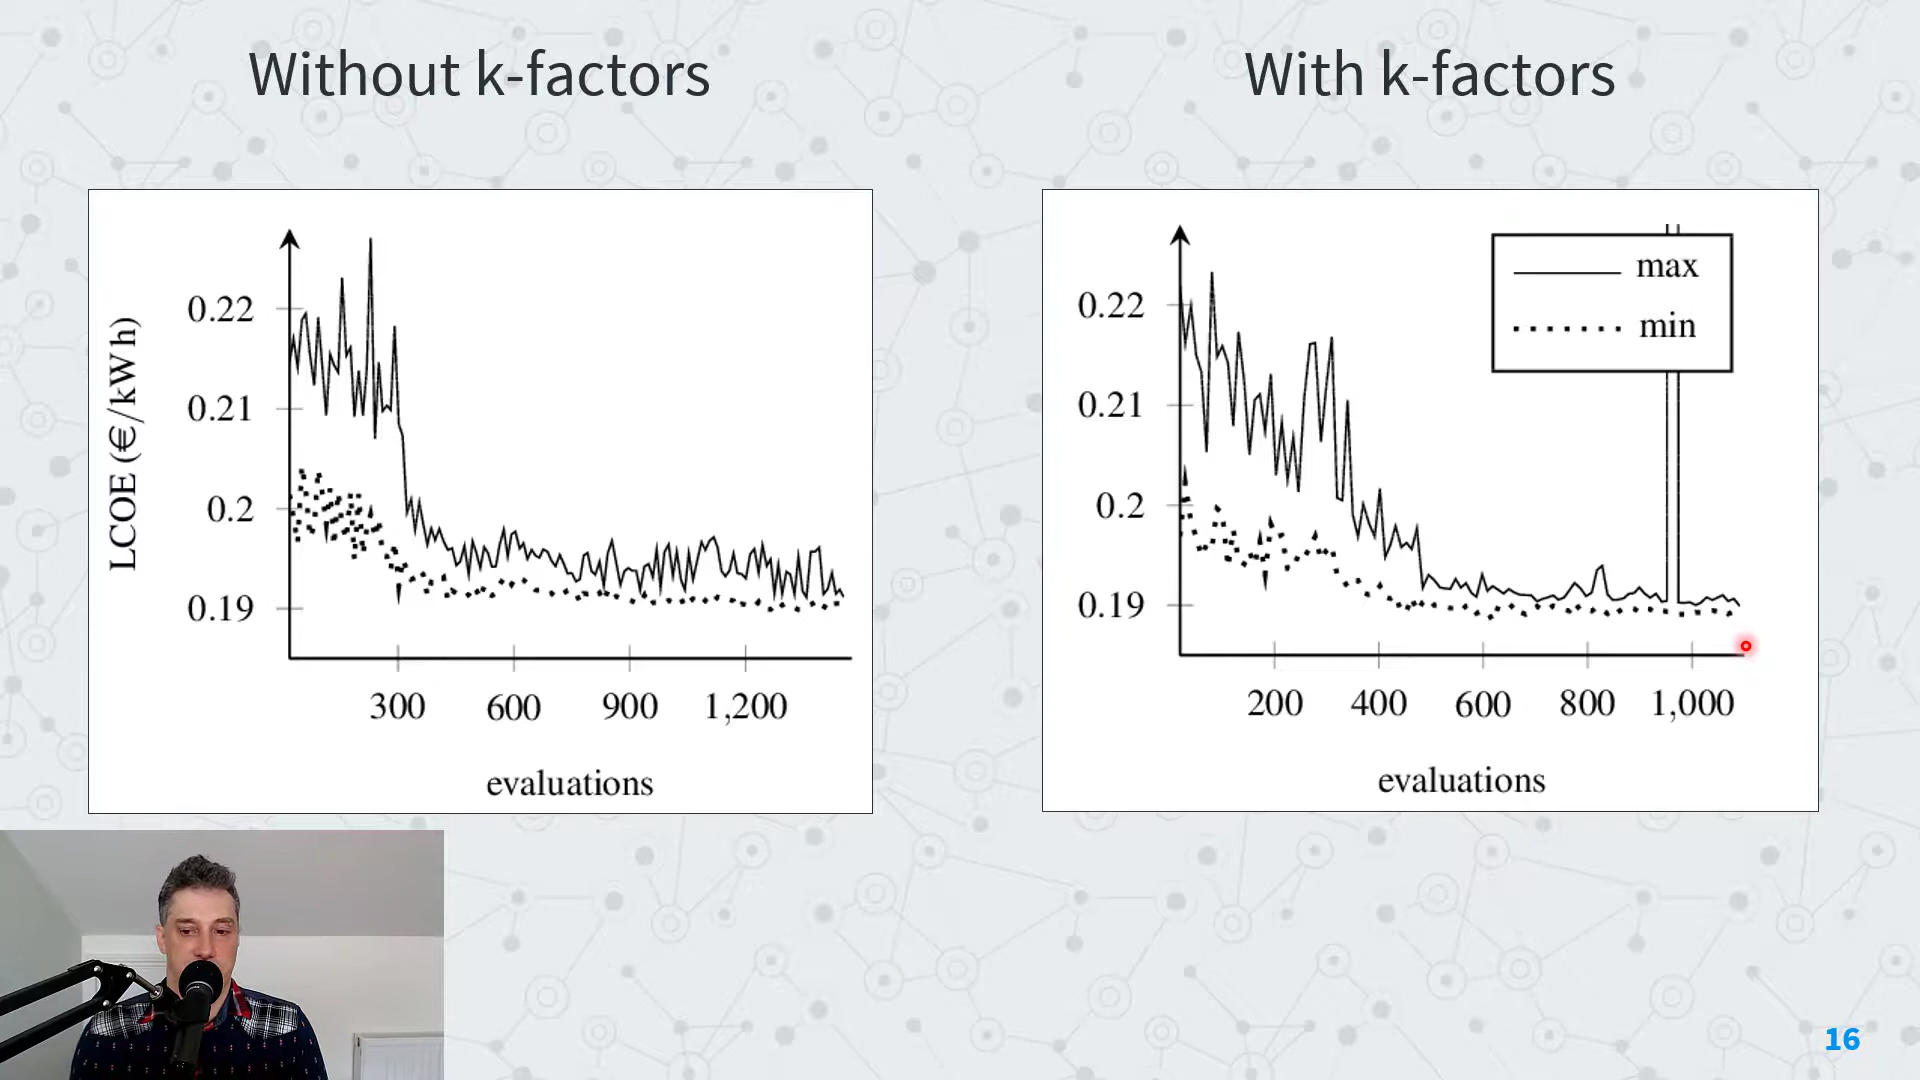 Without k-factors
With k-factors
LCOE (€/kWh)
0.22
0.21
0.2
0.19
300 600 900 1,200
evaluations
max
min
0.22
0.21
0.2
0.19
200 400 600 800 1,000
evaluations
16